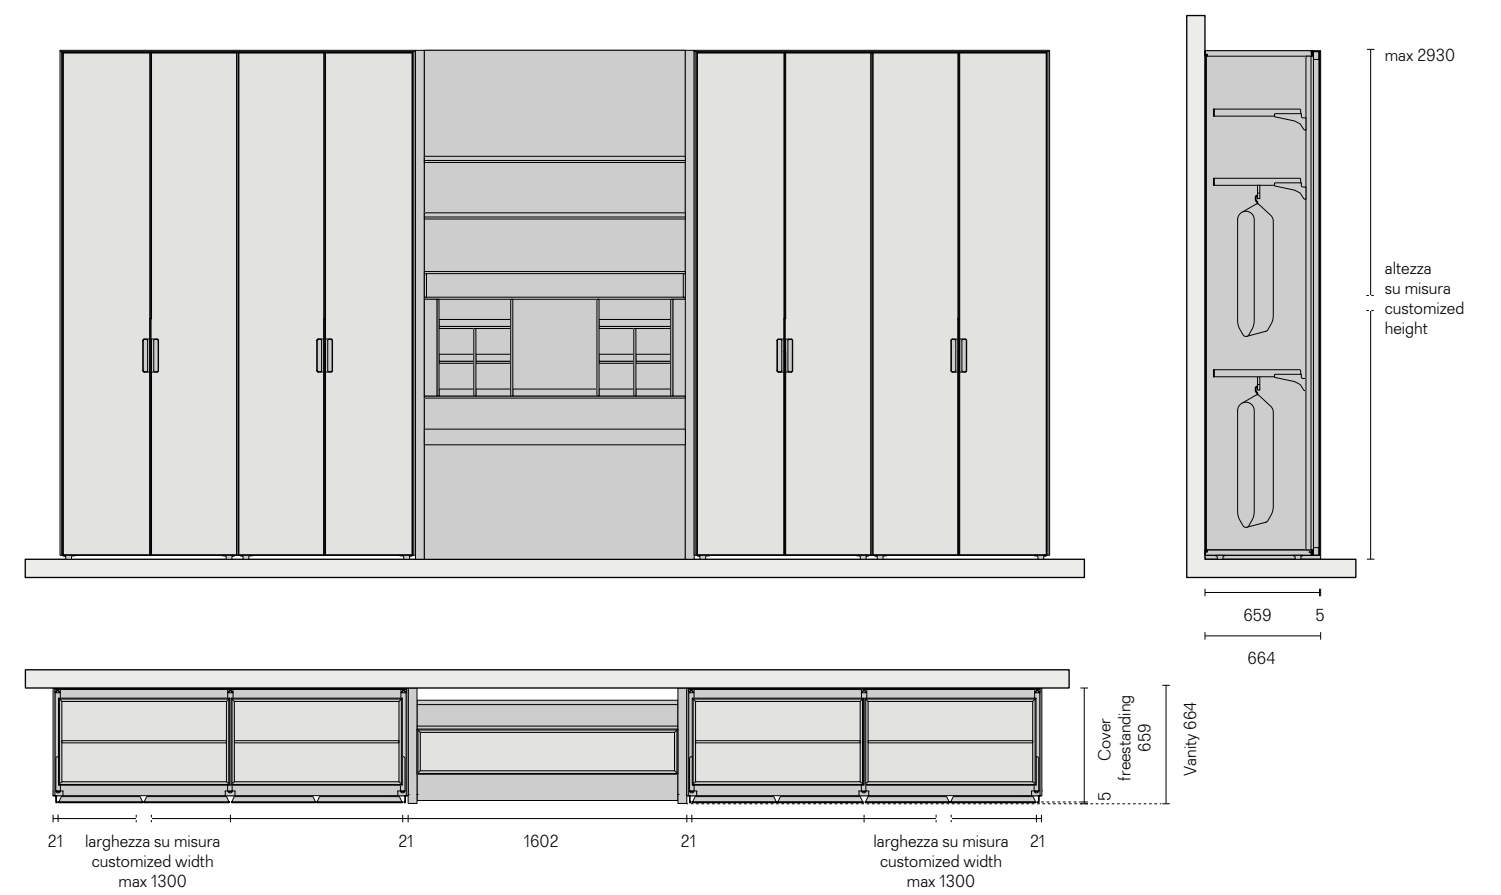 max 2930
altezza
su misura
customized
height
659
5
664
Cover
freestanding
659
5
Vanity 664
21
larghezza su misura
customized width
max 1300
21
1602
21
larghezza su misura
customized width
max 1300
21